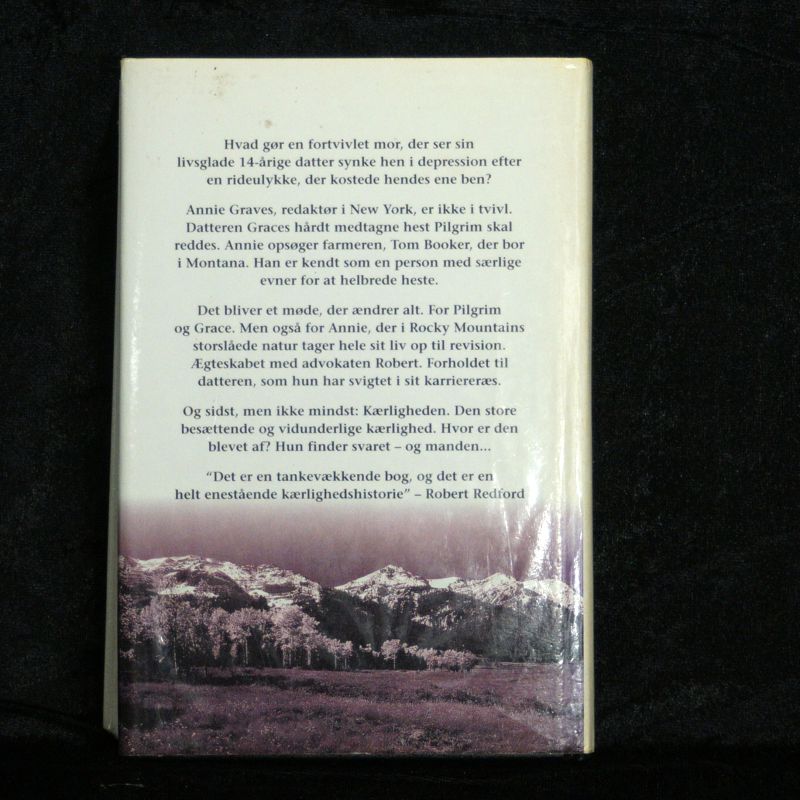 Hvad gør en fortvivlet mor, der ser sin
livsglade 14-årige datter synke hen i depression efter
en rideulykke, der kostede hendes ene ben?
Annie Graves, redaktør i New York, er ikke i tvivl.
Datteren Graces hårdt medtagne hest Pilgrim skal
reddes. Annie opsøger farmeren, Tom Booker, der bor
i Montana. Han er kendt som en person med særlige
evner for at helbrede heste.
Det bliver et møde, der ændrer alt. For Pilgrim
og Grace. Men også for Annie, der i Rocky Mountains
storslåede natur tager hele sit liv op til revision.
Ægteskabet med advokaten Robert. Forholdet til
datteren, som hun har svigtet i sit karriereræs.
Og sidst, men ikke mindst: Kærligheden. Den store
besættende og vidunderlige kærlighed. Hvor er den
blevet af? Hun finder svaret – og manden...
“Det er en tankevækkende bog, og det er en
helt enestående kærlighedshistorie” – Robert Redford